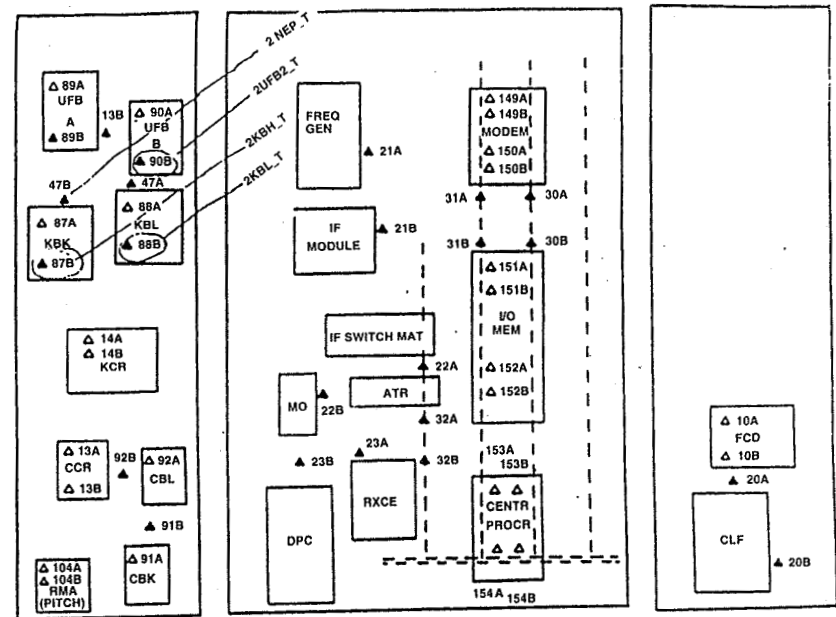 2 NEP_T
2UFB2_T
2KBH_T
2KBL_T
89A
UFB
A
89B
13B
90A
UFB
B
90B
47B
47A
87A
KBK
87B
88A
KBL
88B
14A
14B
KCR
13A
CCR
13B
92B
92A
CBL
91B
104A
104B
RMA
(PITCH)
91A
CBK
FREQ
GEN
21A
IF
MODULE
21B
IF SWITCH MAT
22A
MO
22B
ATR
32A
23A
23B
32B
RXCE
DPC
149A
149B
MODEM
150A
150B
31A
30A
31B
30B
151A
151B
I/O
MEM
152A
152B
153A
153B
CENTR
PROCR
154A
154B
10A
FCD
10B
20A
CLF
20B